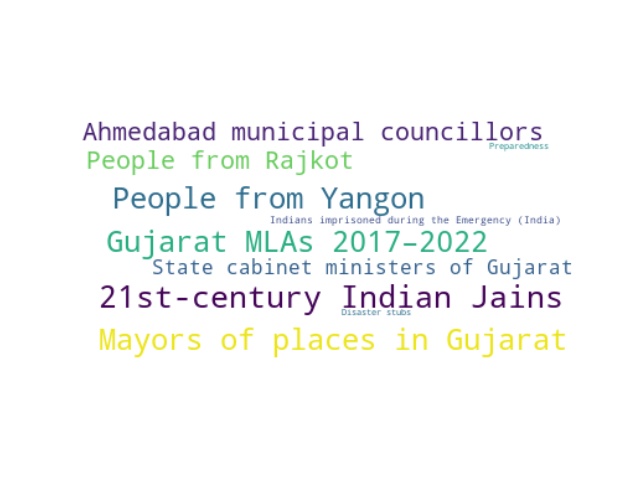 Ahmedabad municipal councillors
Preparedness
People from Rajkot
People from Yangon
Indians imprisoned during the Emergency (India)
Gujarat MLAs 2017–2022
State cabinet ministers of Gujarat
21st-century Indian Jains
Disaster stubs
Mayors of places in Gujarat